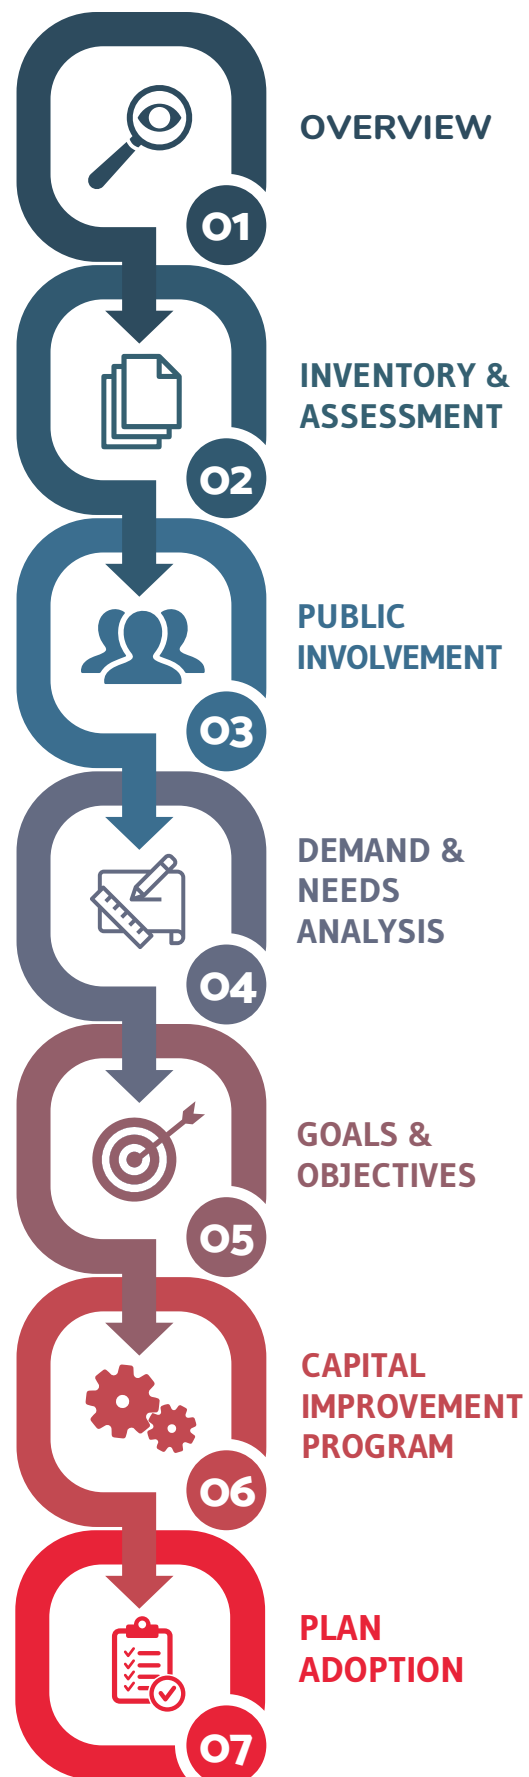 OVERVIEW
01
INVENTORY &
ASSESSMENT
02
PUBLIC
INVOLVEMENT
03
DEMAND &
NEEDS
ANALYSIS
04
GOALS &
OBJECTIVES
05
CAPITAL
IMPROVEMENT
PROGRAM
06
PLAN
ADOPTION
07